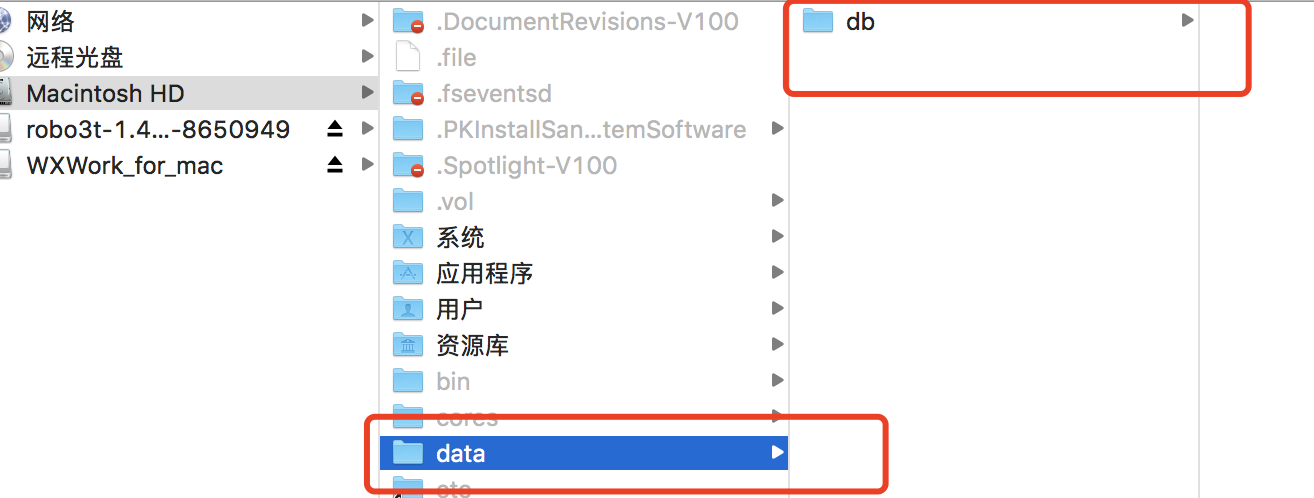 网络
远程光盘
Macintosh HD
robo3t-1.4...-8650949
WXWork_for_mac
.DocumentRevisions-V100
.file
.fseventsd
.PKInstallSan...temSoftware
.Spotlight-V100
.vol
系统
应用程序
用户
资源库
bin
cores
data
etc
db